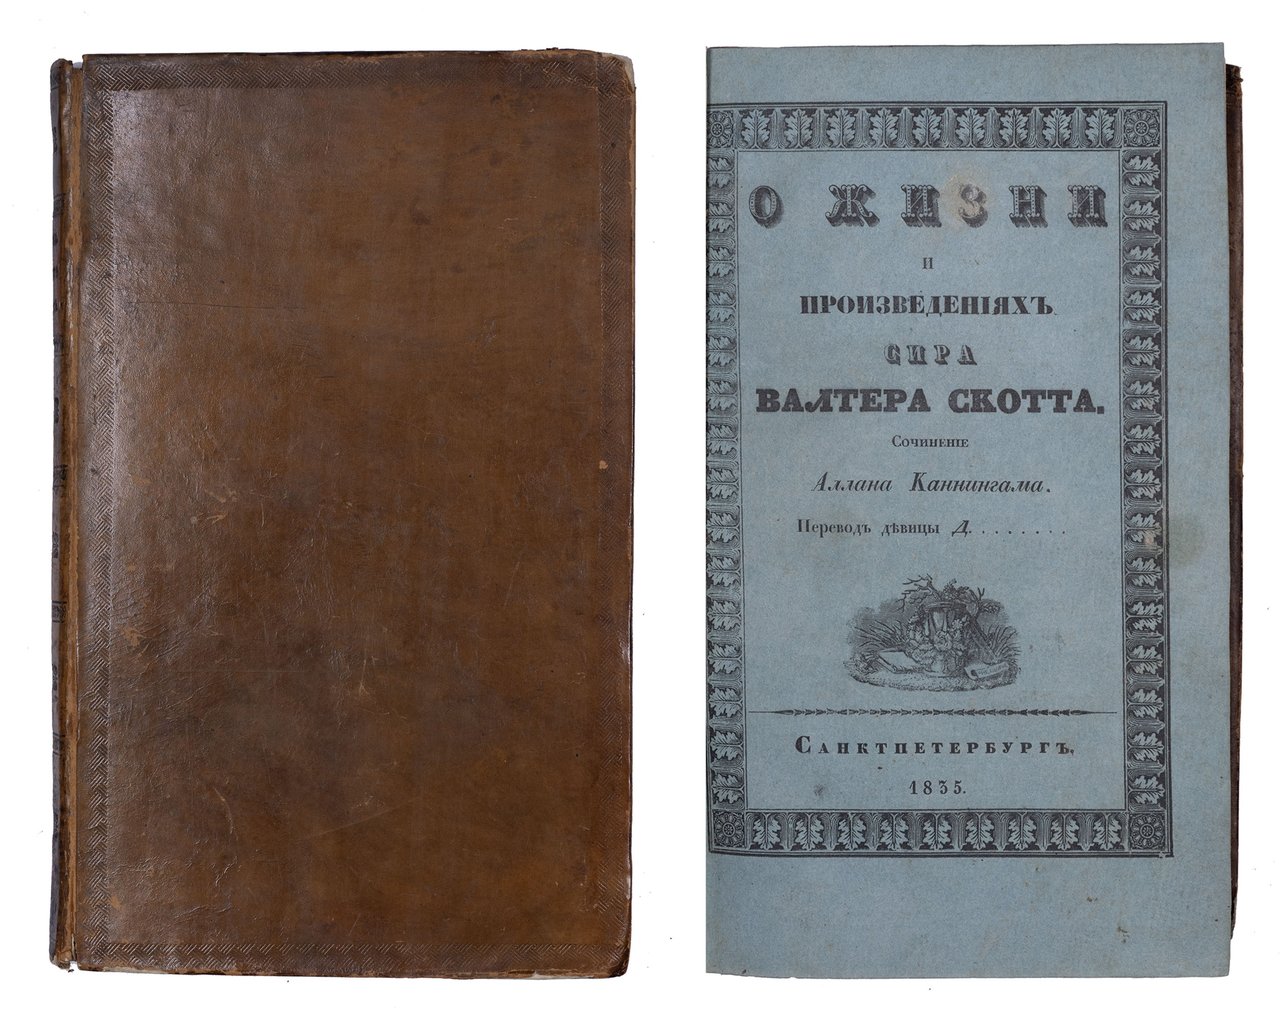 О ЖИЗНИ
И
ПРОИЗВЕДЕНІЯХЪ
СИРА
ВАЛТЕРА СКОТТА.
Сочиненіе
Аллана Каннингама.
Переводъ дѣвицы Д. . . . . . . .
Санктпетербургъ,
1835.